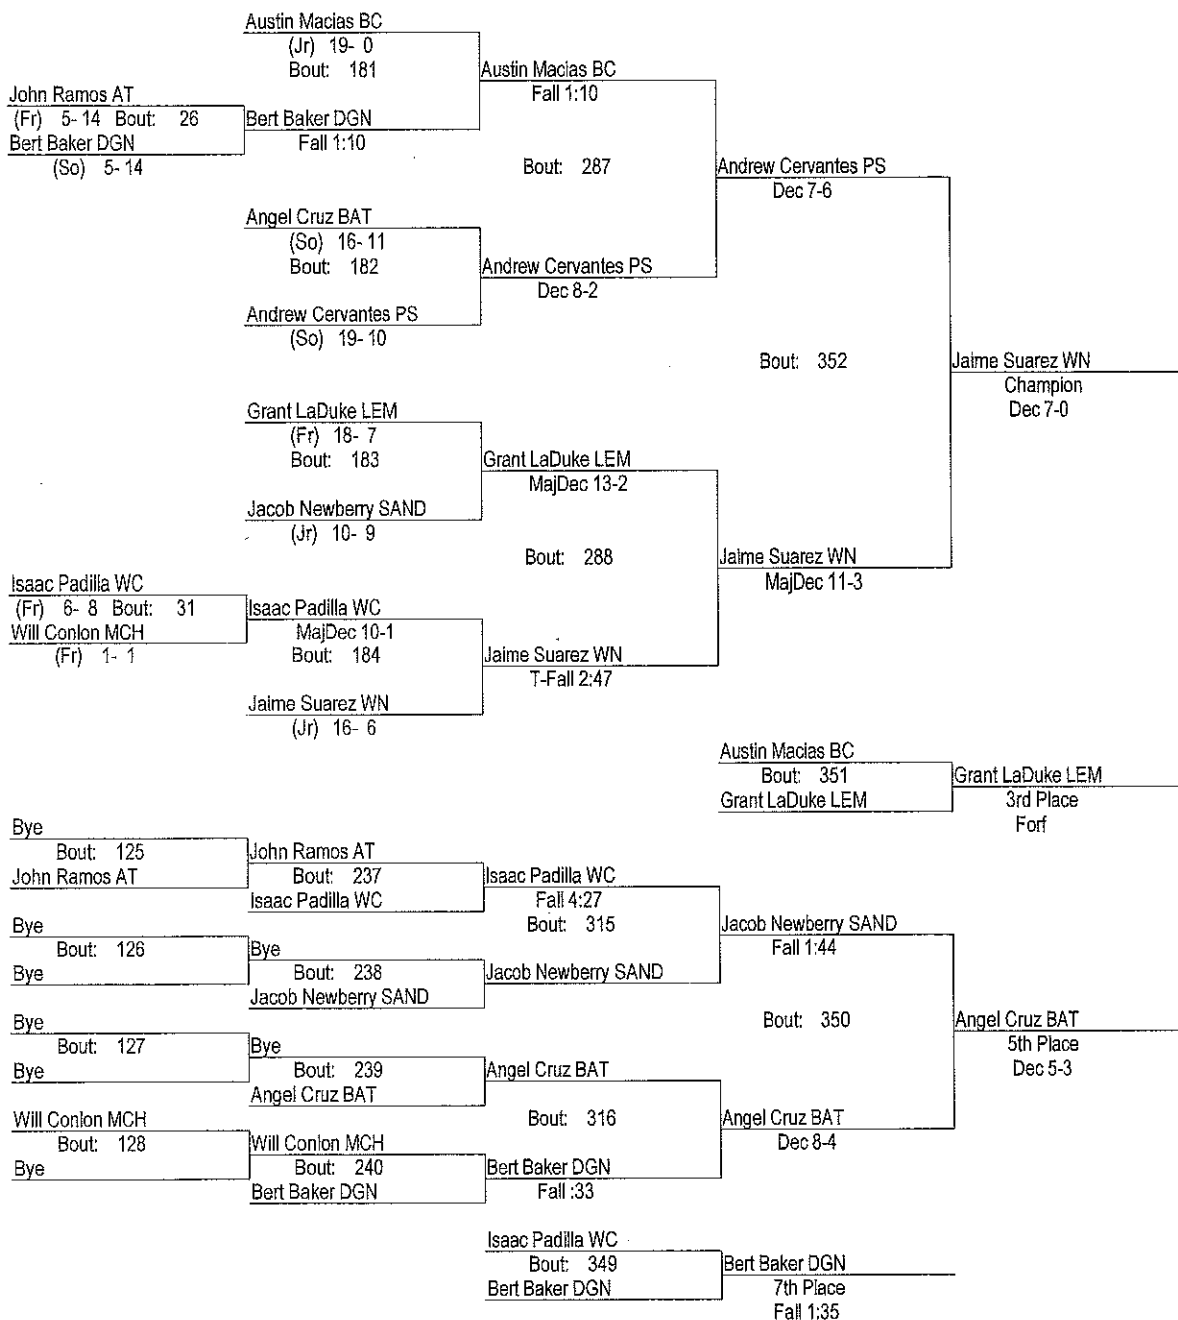 Austin Macias BC
(Jr) 19- 0
Bout: 181
Austin Macias BC
Fall 1:10
John Ramos AT
(Fr) 5- 14 Bout: 26
Bert Baker DGN
Bert Baker DGN
Fall 1:10
(So) 5- 14
Bout: 287
Andrew Cervantes PS
Dec 7-6
Angel Cruz BAT
(So) 16- 11
Bout: 182
Andrew Cervantes PS
Dec 8-2
Andrew Cervantes PS
(So) 19- 10
Bout: 352
Jaime Suarez WN
Champion
Dec 7-0
Grant LaDuke LEM
(Fr) 18- 7
Bout: 183
Grant LaDuke LEM
MajDec 13-2
Jacob Newberry SAND
(Jr) 10- 9
Bout: 288
Jaime Suarez WN
MajDec 11-3
Isaac Padilla WC
(Fr) 6- 8 Bout: 31
Isaac Padilla WC
Will Conlon MCH
MajDec 10-1
(Fr) 1- 1
Bout: 184
Jaime Suarez WN
T-Fall 2:47
Jaime Suarez WN
(Jr) 16- 6
Austin Macias BC
Bout: 351
Grant LaDuke LEM
Grant LaDuke LEM
3rd Place
Forf
Bye
Bout: 125
John Ramos AT
John Ramos AT
Bout: 237
Isaac Padilla WC
Isaac Padilla WC
Fall 4:27
Bout: 315
Jacob Newberry SAND
Fall 1:44
Bye
Bout: 126
Bye
Bye
Bout: 238
Jacob Newberry SAND
Jacob Newberry SAND
Bout: 350
Angel Cruz BAT
5th Place
Dec 5-3
Bye
Bout: 127
Bye
Bye
Bout: 239
Angel Cruz BAT
Angel Cruz BAT
Bout: 316
Angel Cruz BAT
Dec 8-4
Will Conlon MCH
Bout: 128
Bye
Will Conlon MCH
Bout: 240
Bert Baker DGN
Bert Baker DGN
Fall :33
Isaac Padilla WC
Bout: 349
Bert Baker DGN
Bert Baker DGN
7th Place
Fall 1:35